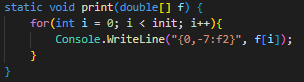 static void print(double[] f) {
for(int i = 0; i < init; i++){
Console.WriteLine("{0,-7:f2}", f[i]);
}
}